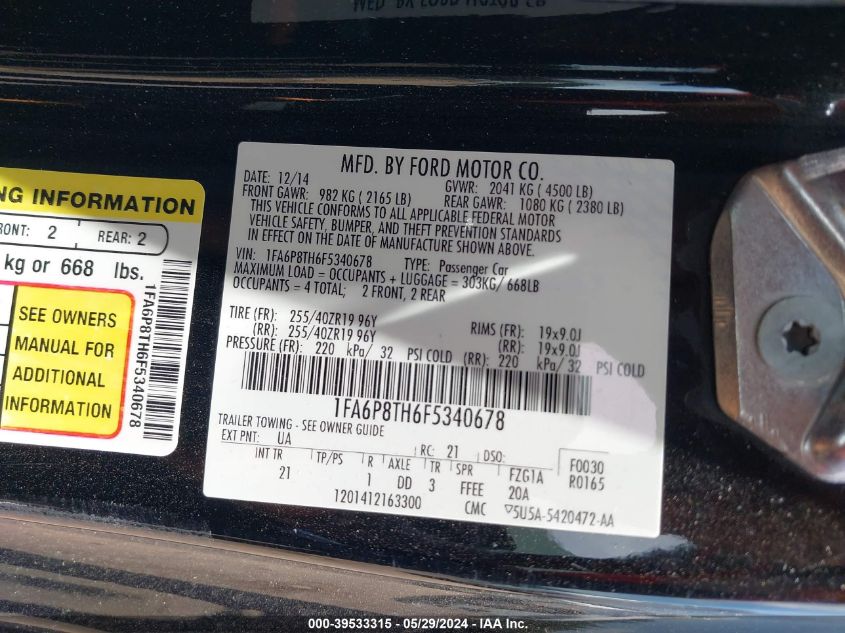 MFD. BY FORD MOTOR CO.
DATE: 12/14 GVWR: 2041 KG ( 4500 LB)
FRONT GAWR: 982 KG ( 2165 LB) REAR GAWR: 1080 KG ( 2380 LB)
THIS VEHICLE CONFORMS TO ALL APPLICABLE FEDERAL MOTOR
VEHICLE SAFETY, BUMPER, AND THEFT PREVENTION STANDARDS
IN EFFECT ON THE DATE OF MANUFACTURE SHOWN ABOVE.
VIN: 1FA6P8TH6F5340678 TYPE: Passenger Car
MAXIMUM LOAD = OCCUPANTS + LUGGAGE = 303KG/ 668LB
OCCUPANTS = 4 TOTAL; 2 FRONT, 2 REAR
TIRE (FR): 255/40ZR19 96Y RIMS (FR): 19x9.0J
(RR): 255/40ZR19 96Y (RR): 19x9.0J
PRESSURE (FR): 220 kPa/ 32 PSI COLD (RR): 220 kPa/ 32 PSI COLD
1FA6P8TH6F5340678
TRAILER TOWING - SEE OWNER GUIDE
EXT PNT: UA RC: 21 DSO: F0030
INT TR TP/PS R AXLE TR SPR FZG1A R0165
21 1 DD 3 FFEE 20A
1201412163300 CMC ▽5U5A-5420472-AA
NG INFORMATION
RONT: 2 REAR: 2
kg or 668 lbs.
SEE OWNERS
MANUAL FOR
ADDITIONAL
INFORMATION
1FA6P8TH6F5340678
000-39533315 - 05/29/2024 - IAA Inc.